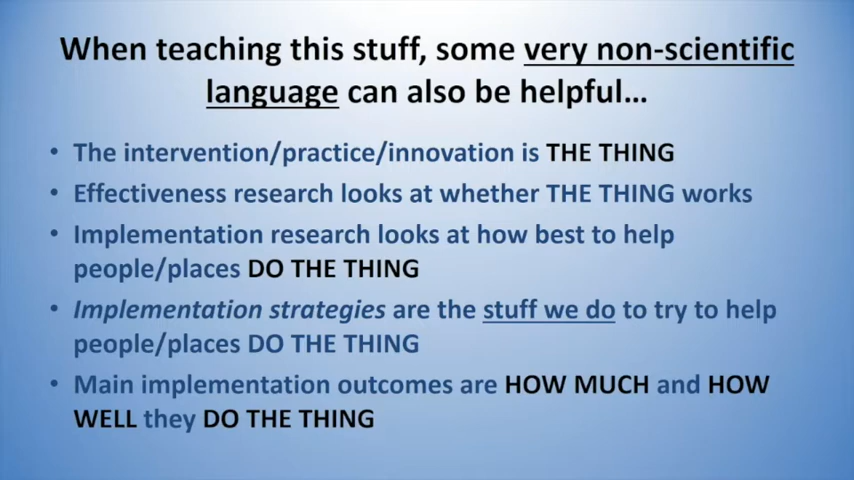 When teaching this stuff, some very non-scientific
language can also be helpful…
• The intervention/practice/innovation is THE THING
• Effectiveness research looks at whether THE THING works
• Implementation research looks at how best to help
people/places DO THE THING
• Implementation strategies are the stuff we do to try to help
people/places DO THE THING
• Main implementation outcomes are HOW MUCH and HOW
WELL they DO THE THING